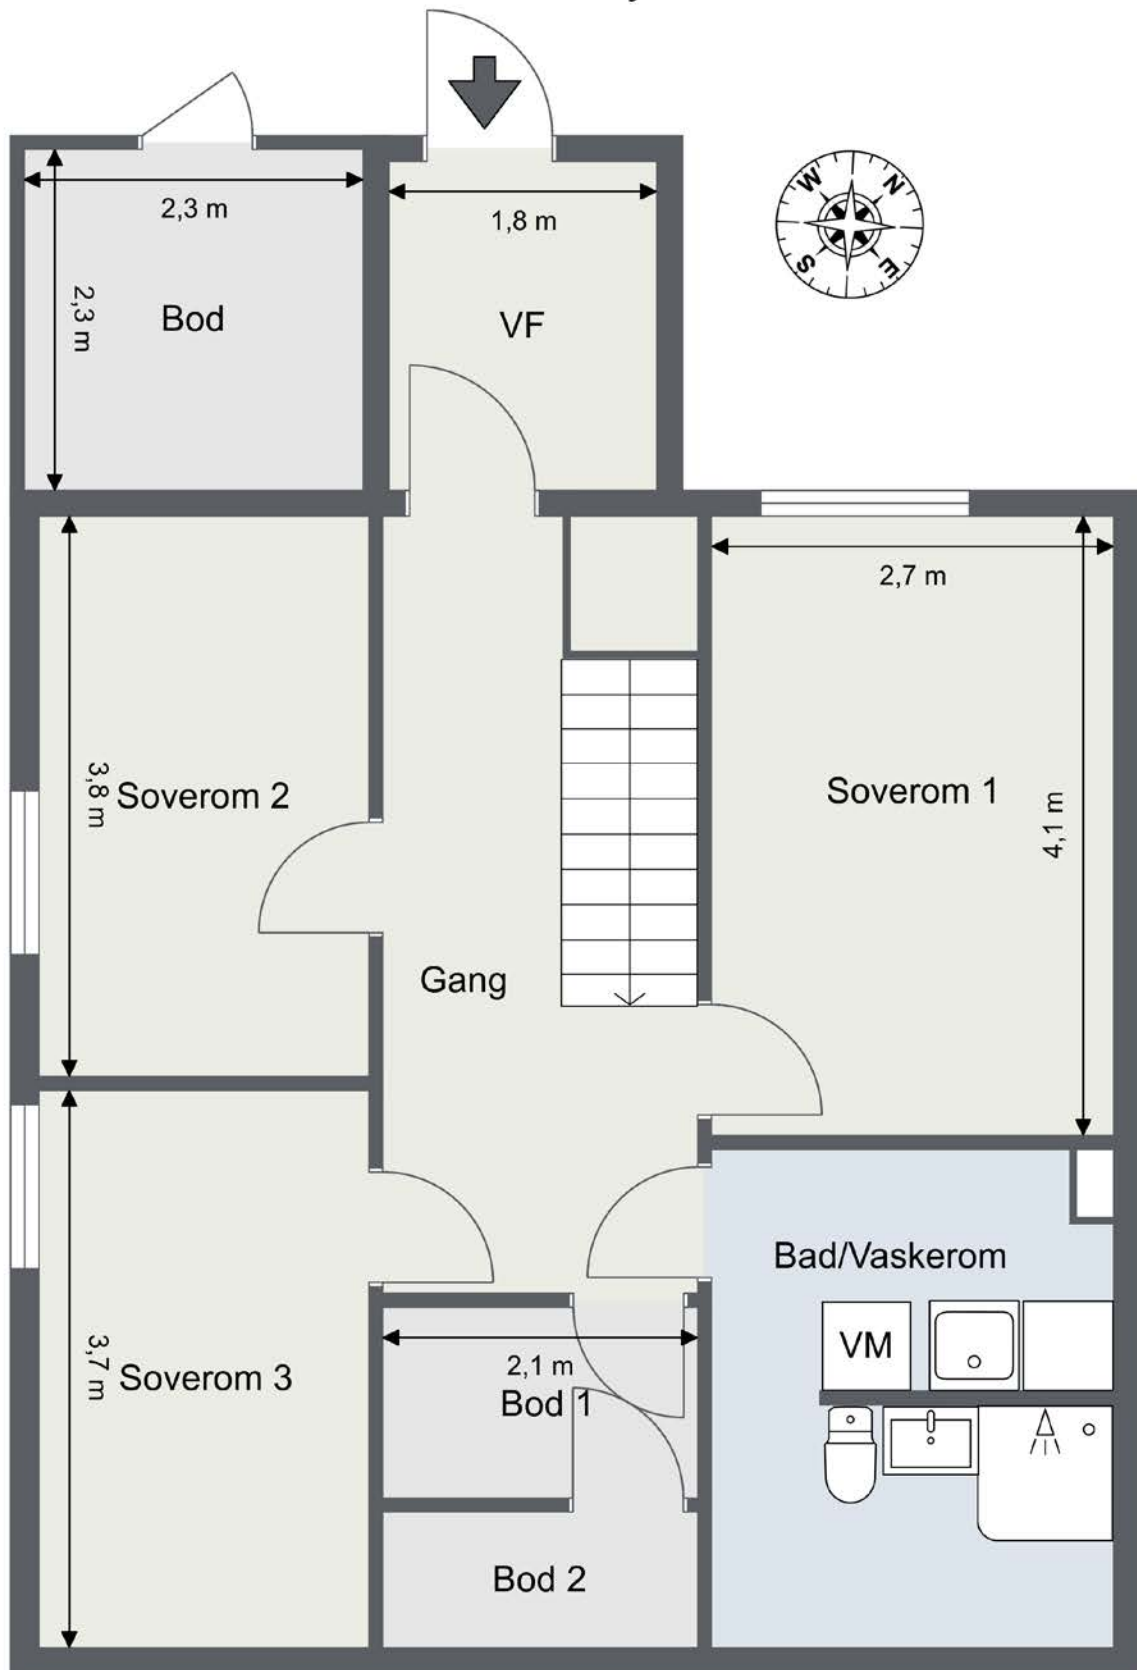 W
N
S
E
2,3 m
1,8 m
2,3 m
Bod
VF
2,7 m
3,8 m
Soverom 2
Soverom 1
4,1 m
Gang
Bad/Vaskerom
3,7 m
Soverom 3
VM
2,1 m
Bod 1
Bod 2